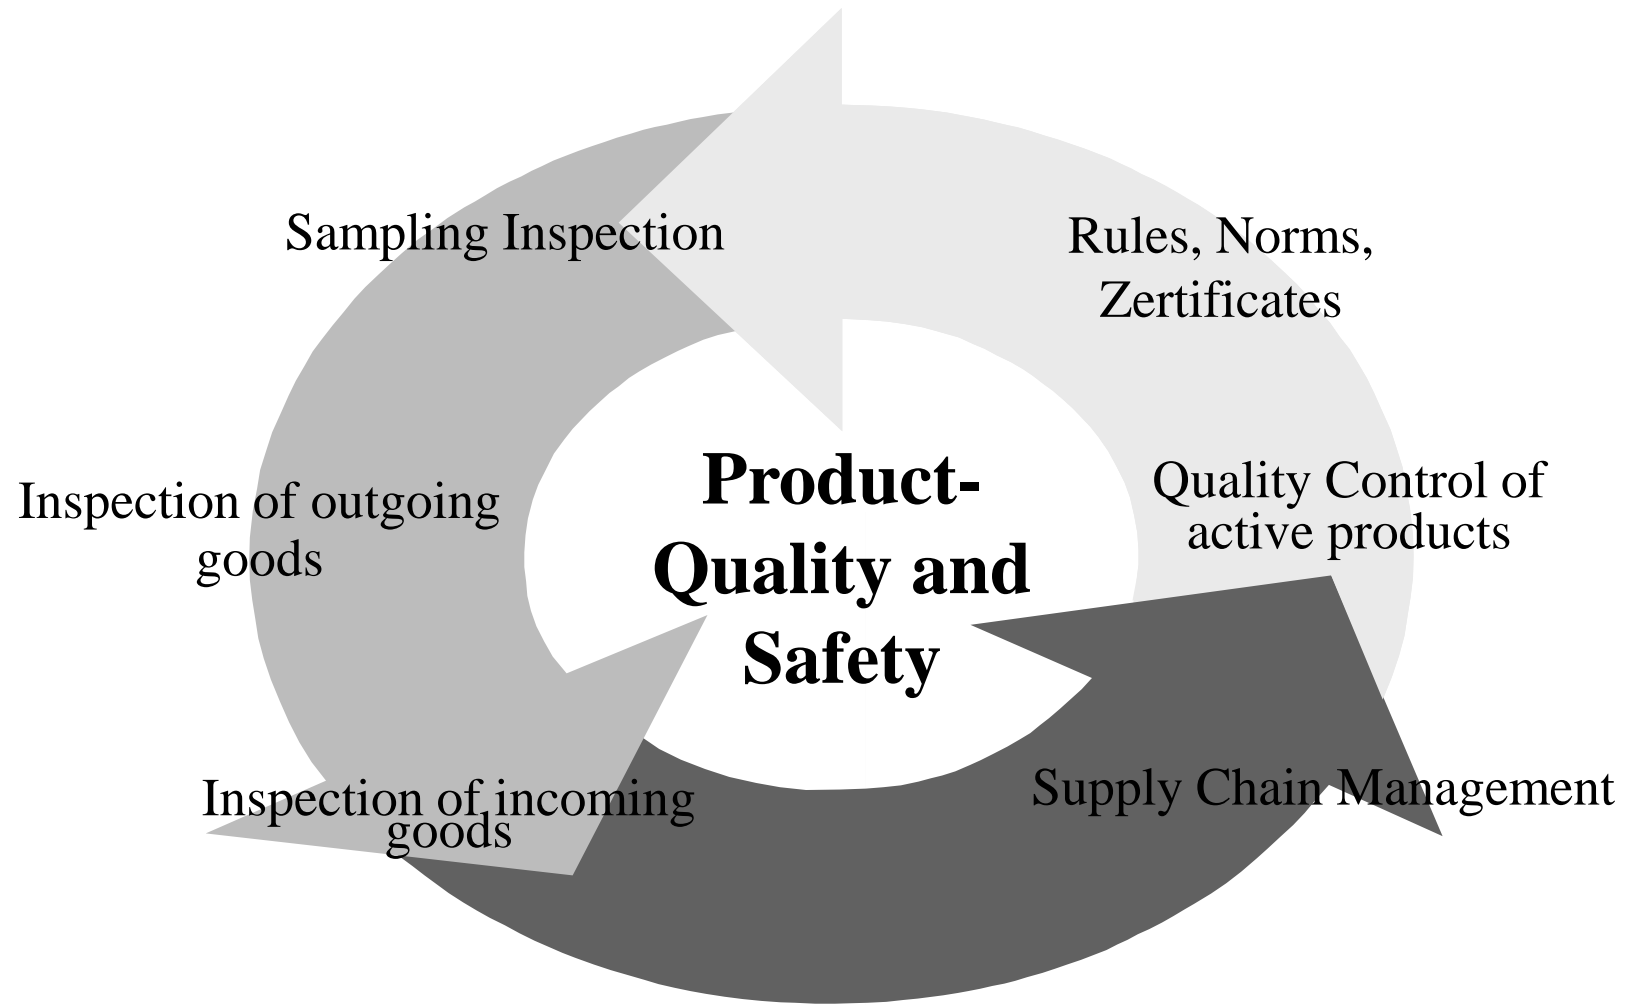 Sampling Inspection
Rules, Norms,
Zertificates
Product-
Quality and
Safety
Quality Control of
active products
Inspection of outgoing
goods
Inspection of incoming
goods
Supply Chain Management